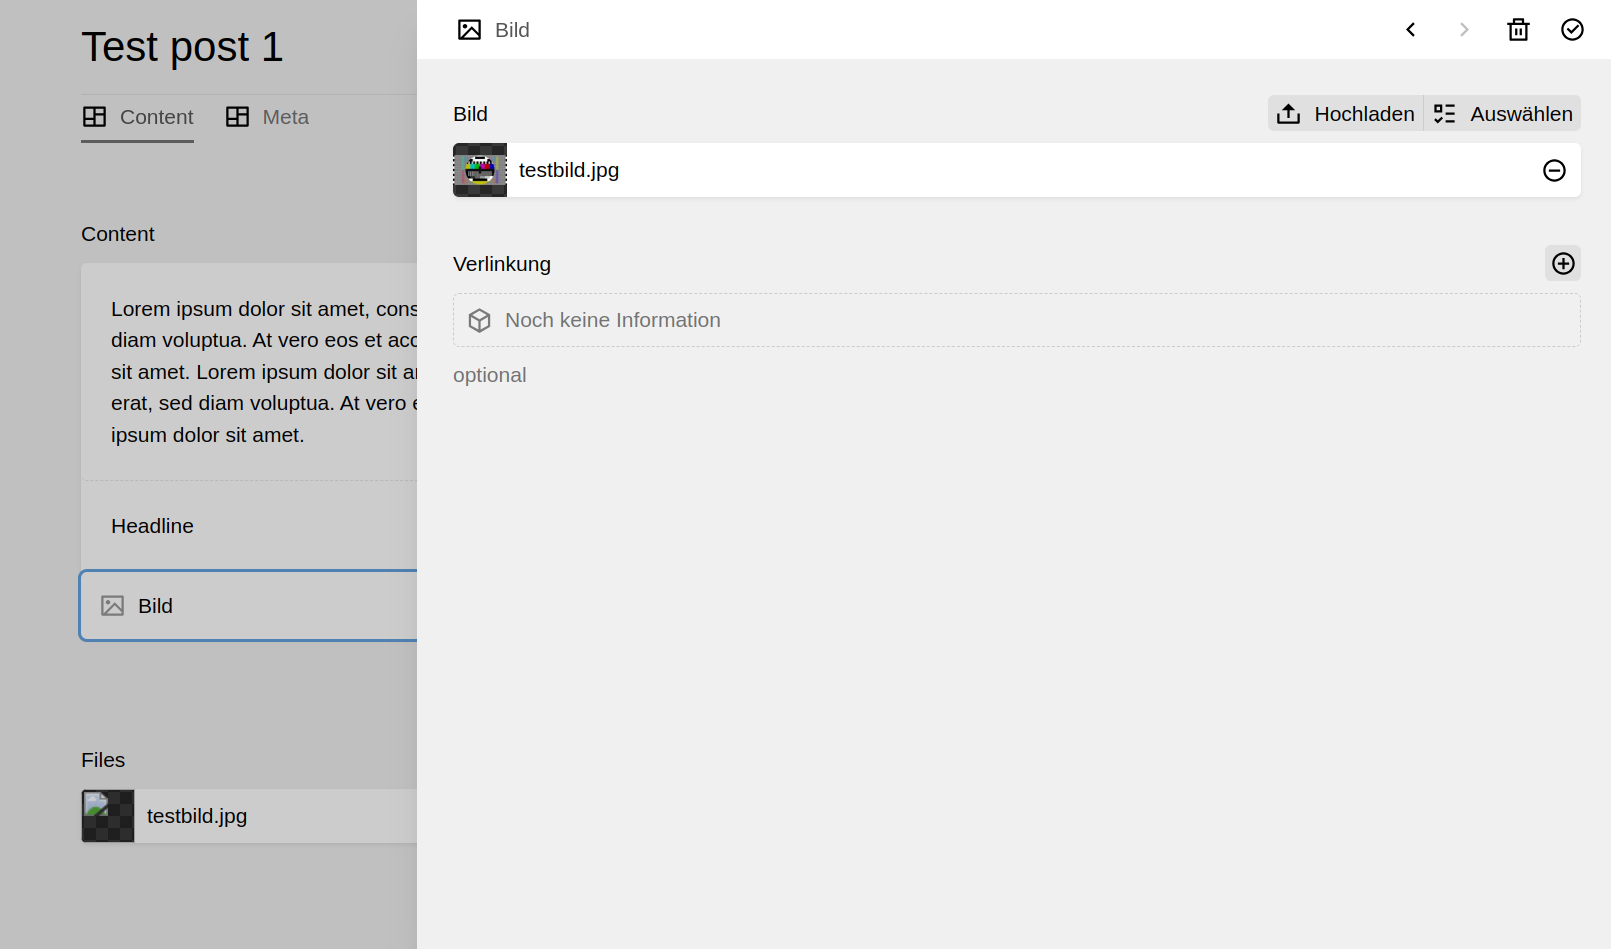 Test post 1
Content
Meta
Content
Lorem ipsum dolor sit amet, cons
diam voluptua. At vero eos et acc
sit amet. Lorem ipsum dolor sit a
erat, sed diam voluptua. At vero e
ipsum dolor sit amet.
Headline
Bild
Files
testbild.jpg
Bild
Bild
Hochladen
Auswählen
testbild.jpg
Verlinkung
Noch keine Information
optional